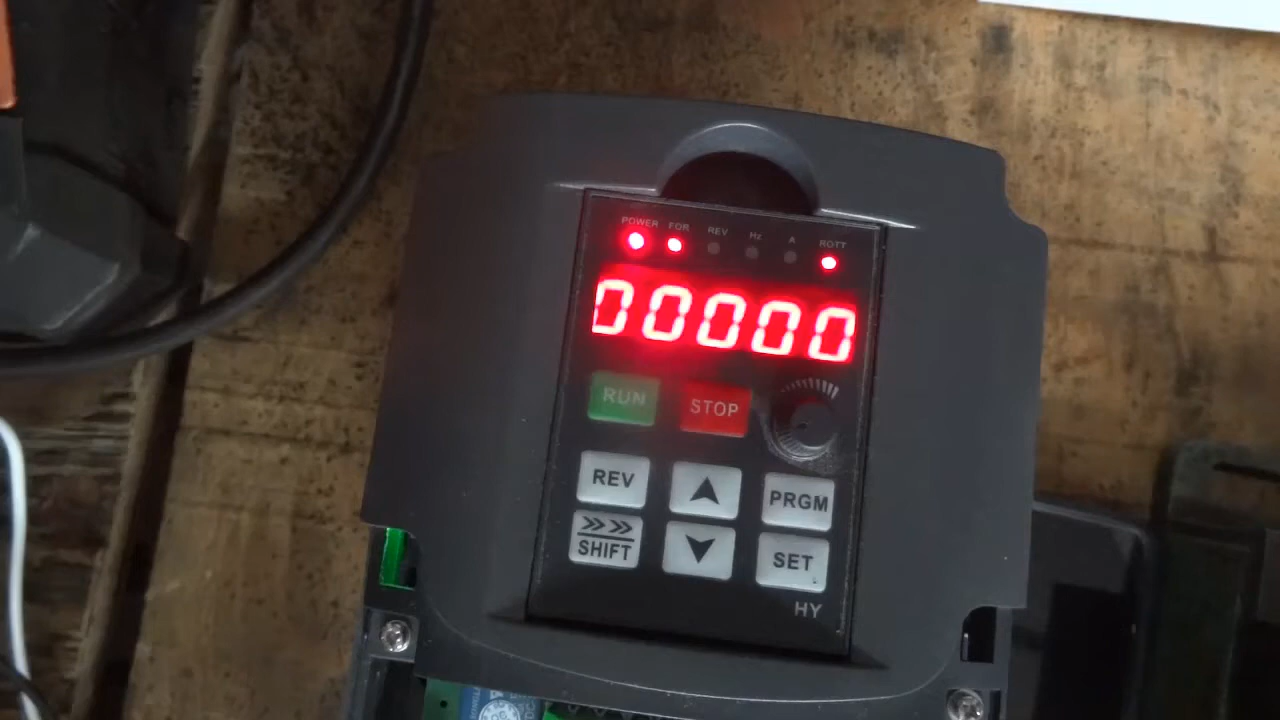 POWER FOR REV Hz A ROTT
00000
RUN STOP
REV PRGM
SHIFT SET
HY